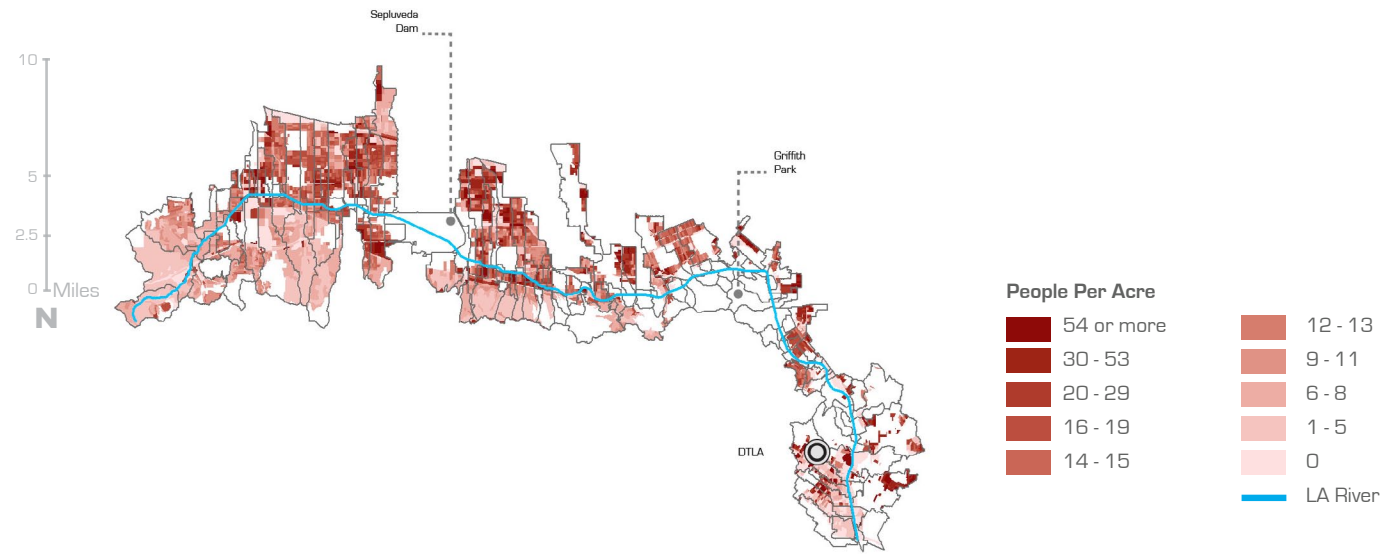 Sepluveda
Dam
10
5
2.5
0 Miles
N
Griffith
Park
DTLA
People Per Acre
54 or more
30 - 53
20 - 29
16 - 19
14 - 15
12 - 13
9 - 11
6 - 8
1 - 5
0
LA River